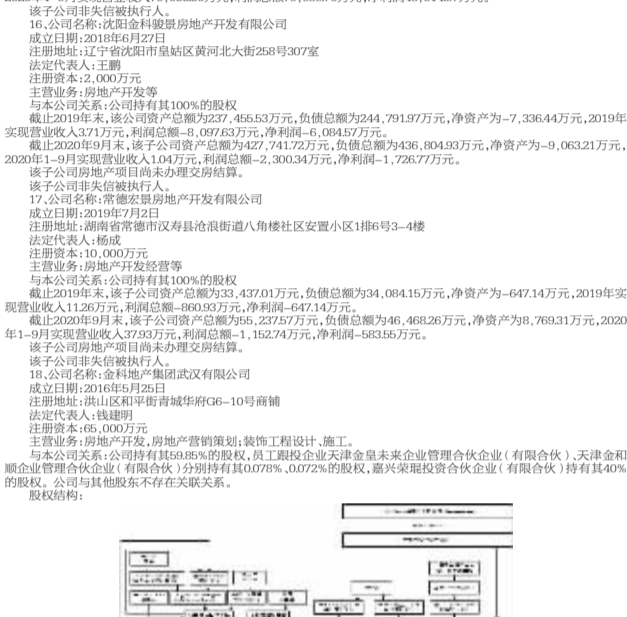 该子公司非失信被执行人。
16、公司名称:沈阳金科骏景房地产开发有限公司
成立日期:2018年6月27日
注册地址:辽宁省沈阳市皇姑区黄河北大街258号307室
法定代表人:王鹏
注册资本:2,000万元
主营业务:房地产开发等
与本公司关系:公司持有其100%的股权
截止2019年末,该公司资产总额为237,455.53万元,负债总额为244,791.97万元,净资产为-7,336.44万元,2019年
实现营业收入3.71万元,利润总额-8,097.63万元,净利润-6,084.57万元。
截止2020年9月末,该子公司资产总额为427,741.72万元,负债总额为436,804.93万元,净资产为-9,063.21万元,
2020年1-9月实现营业收入1.04万元,利润总额-2,300.34万元,净利润-1,726.77万元。
该子公司房地产项目尚未办理交房结算。
该子公司非失信被执行人。
17、公司名称:常德宏景房地产开发有限公司
成立日期:2019年7月2日
注册地址:湖南省常德市汉寿县沧浪街道八角楼社区安置小区1排6号3-4楼
法定代表人:杨成
注册资本:10,000万元
主营业务:房地产开发经营等
与本公司关系:公司持有其100%的股权
截止2019年末,该子公司资产总额为33,437.01万元,负债总额为34,084.15万元,净资产为-647.14万元,2019年实
现营业收入11.26万元,利润总额-860.93万元,净利润-647.14万元。
截止2020年9月末,该子公司资产总额为55,237.57万元,负债总额为46,468.26万元,净资产为8,769.31万元,2020
年1-9月实现营业收入37.93万元,利润总额-1,152.74万元,净利润-583.55万元。
该子公司房地产项目尚未办理交房结算。
该子公司非失信被执行人。
18、公司名称:金科地产集团武汉有限公司
成立日期:2016年5月25日
注册地址:洪山区和平街青城华府G6-10号商铺
法定代表人:钱建明
注册资本:65,000万元
主营业务:房地产开发,房地产营销策划;装饰工程设计、施工。
与本公司关系:公司持有其59.85%的股权,员工跟投企业天津金皇未来企业管理合伙企业(有限合伙)、天津金和
顺企业管理合伙企业(有限合伙)分别持有其0.078%、0.072%的股权,嘉兴荣琨投资合伙企业(有限合伙)持有其40%
的股权。公司与其他股东不存在关联关系。
股权结构: